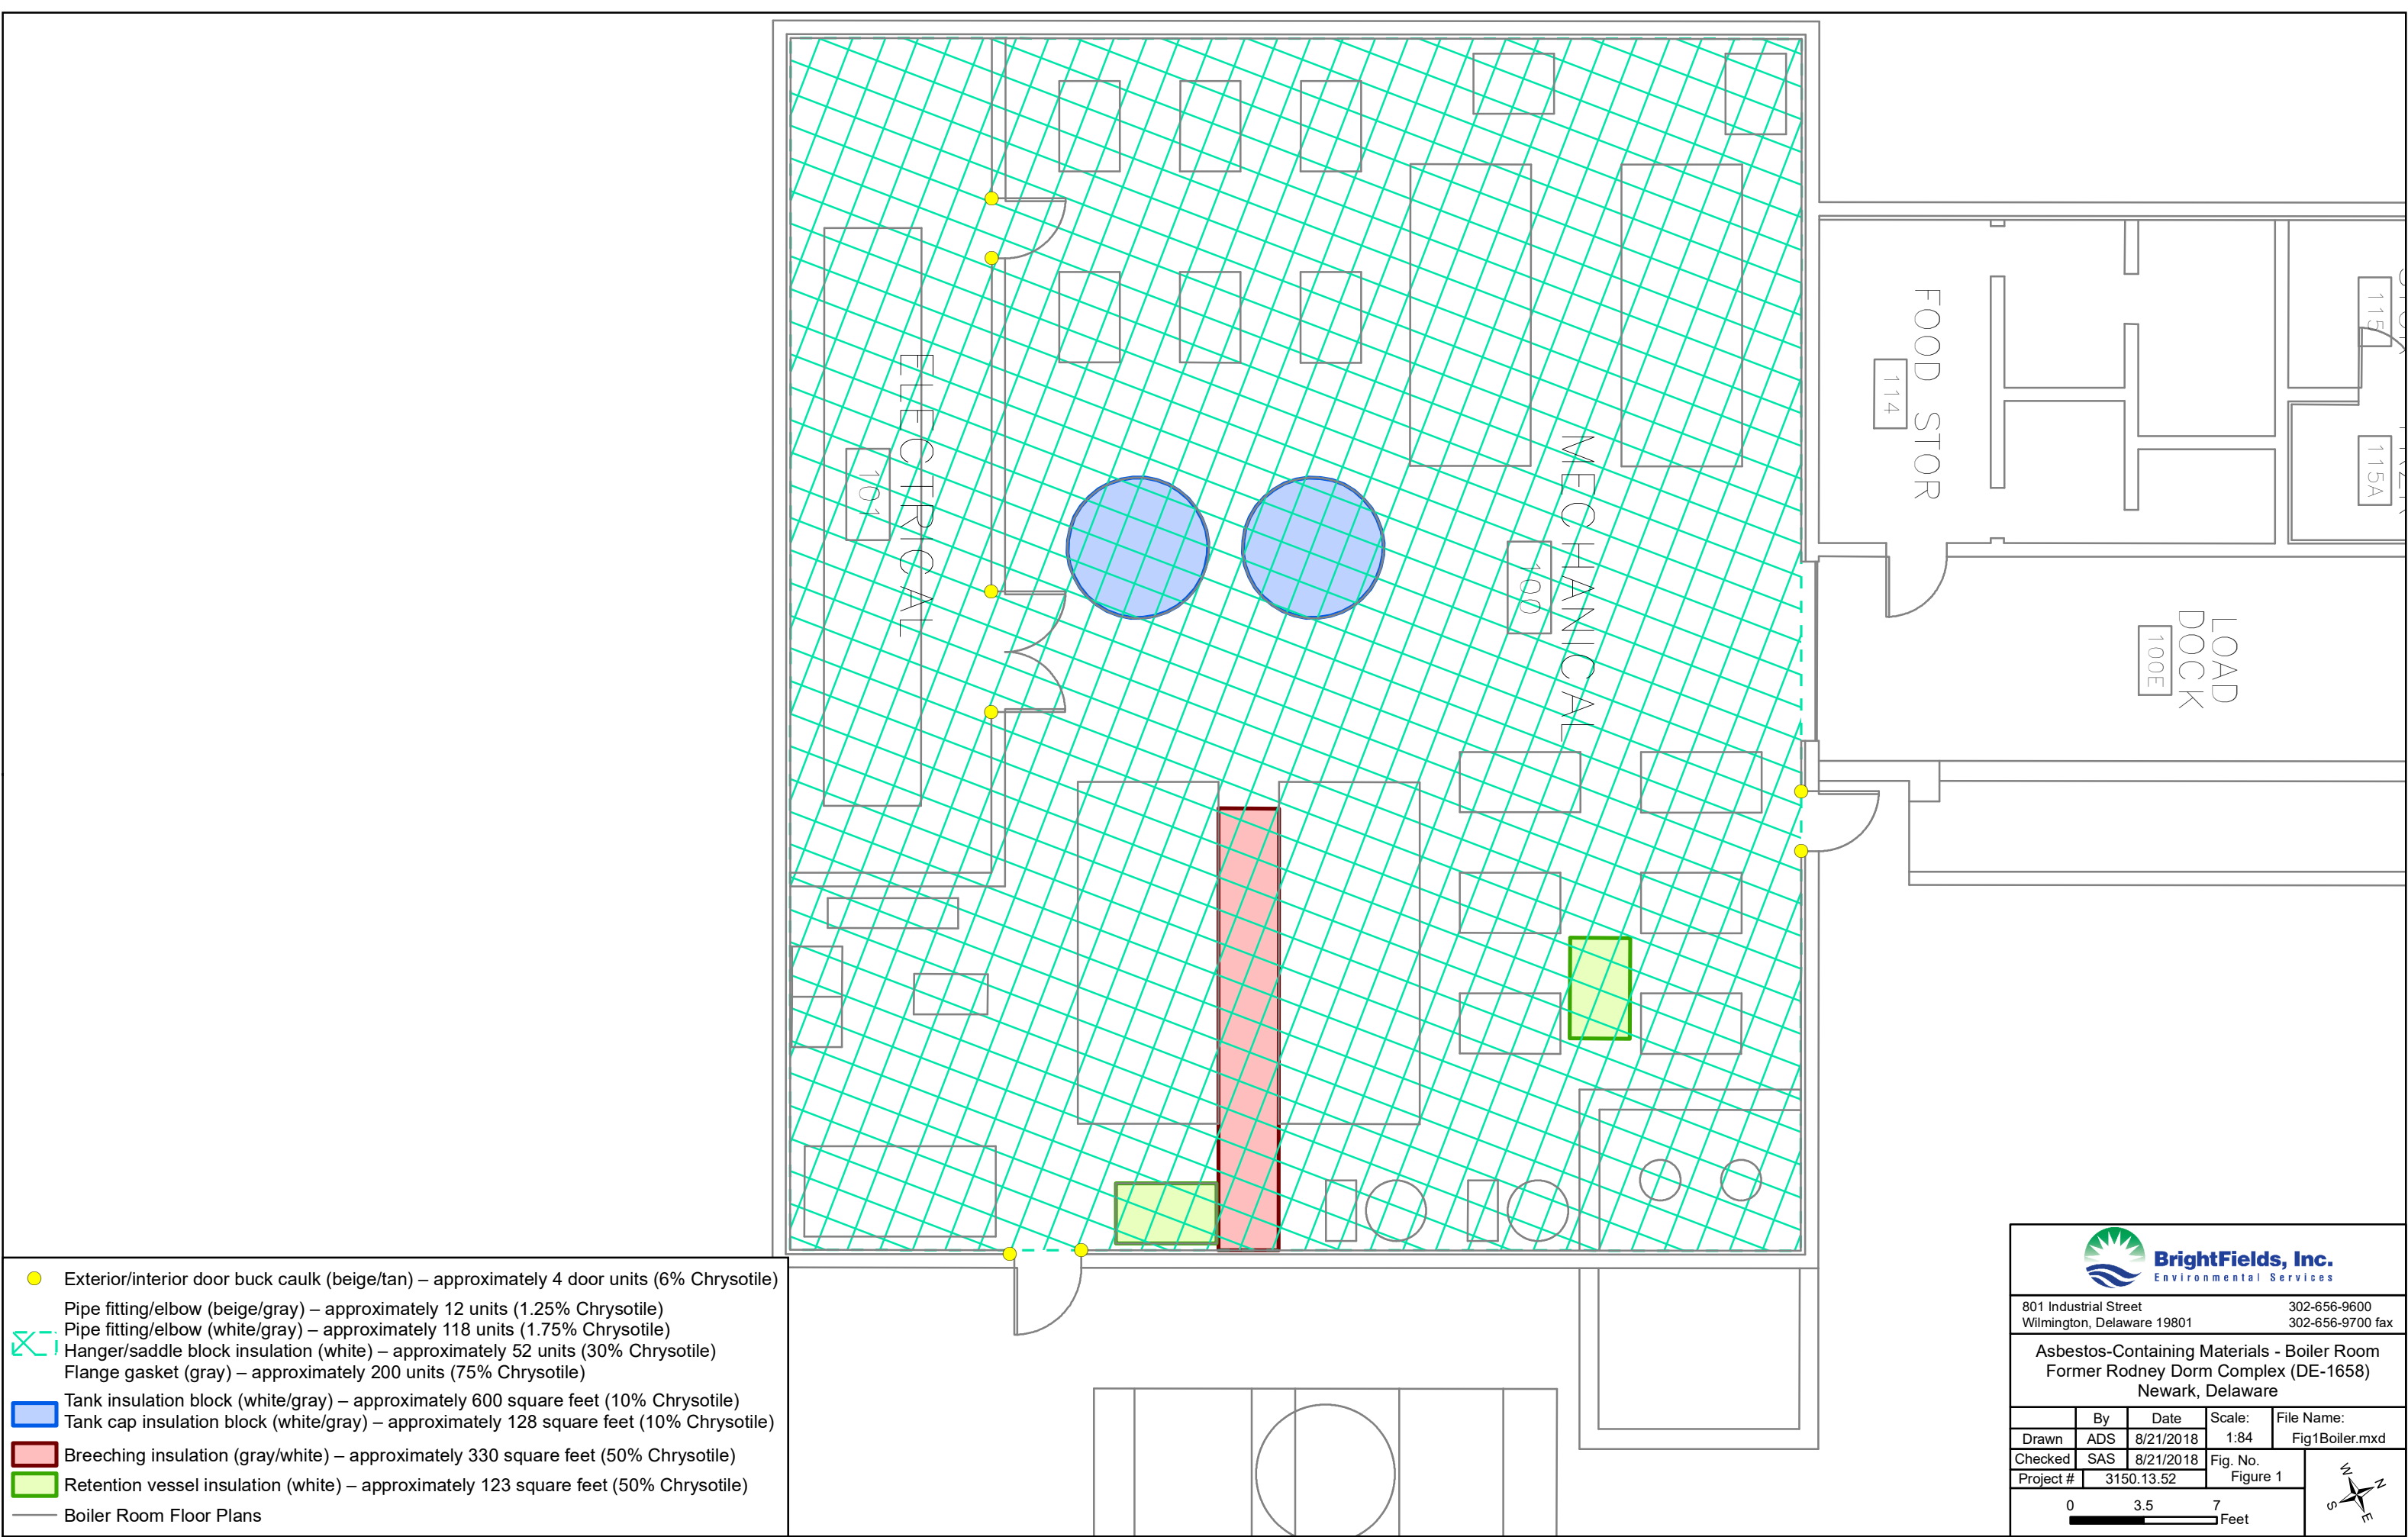 ELECTRICAL
101
MECHANICAL
100
FOOD STOR
114
115
115A
LOAD
DOCK
100E
Exterior/interior door buck caulk (beige/tan) – approximately 4 door units (6% Chrysotile)
Pipe fitting/elbow (beige/gray) – approximately 12 units (1.25% Chrysotile)
Pipe fitting/elbow (white/gray) – approximately 118 units (1.75% Chrysotile)
Hanger/saddle block insulation (white) – approximately 52 units (30% Chrysotile)
Flange gasket (gray) – approximately 200 units (75% Chrysotile)
Tank insulation block (white/gray) – approximately 600 square feet (10% Chrysotile)
Tank cap insulation block (white/gray) – approximately 128 square feet (10% Chrysotile)
Breeching insulation (gray/white) – approximately 330 square feet (50% Chrysotile)
Retention vessel insulation (white) – approximately 123 square feet (50% Chrysotile)
Boiler Room Floor Plans
BrightFields, Inc.
Environmental Services
801 Industrial Street 302-656-9600
Wilmington, Delaware 19801 302-656-9700 fax
Asbestos-Containing Materials - Boiler Room
Former Rodney Dorm Complex (DE-1658)
Newark, Delaware
By Date Scale: File Name:
Drawn ADS 8/21/2018 1:84 Fig1Boiler.mxd
Checked SAS 8/21/2018 Fig. No.
Project # 3150.13.52 Figure 1
0 3.5 7
Feet
W N
S E